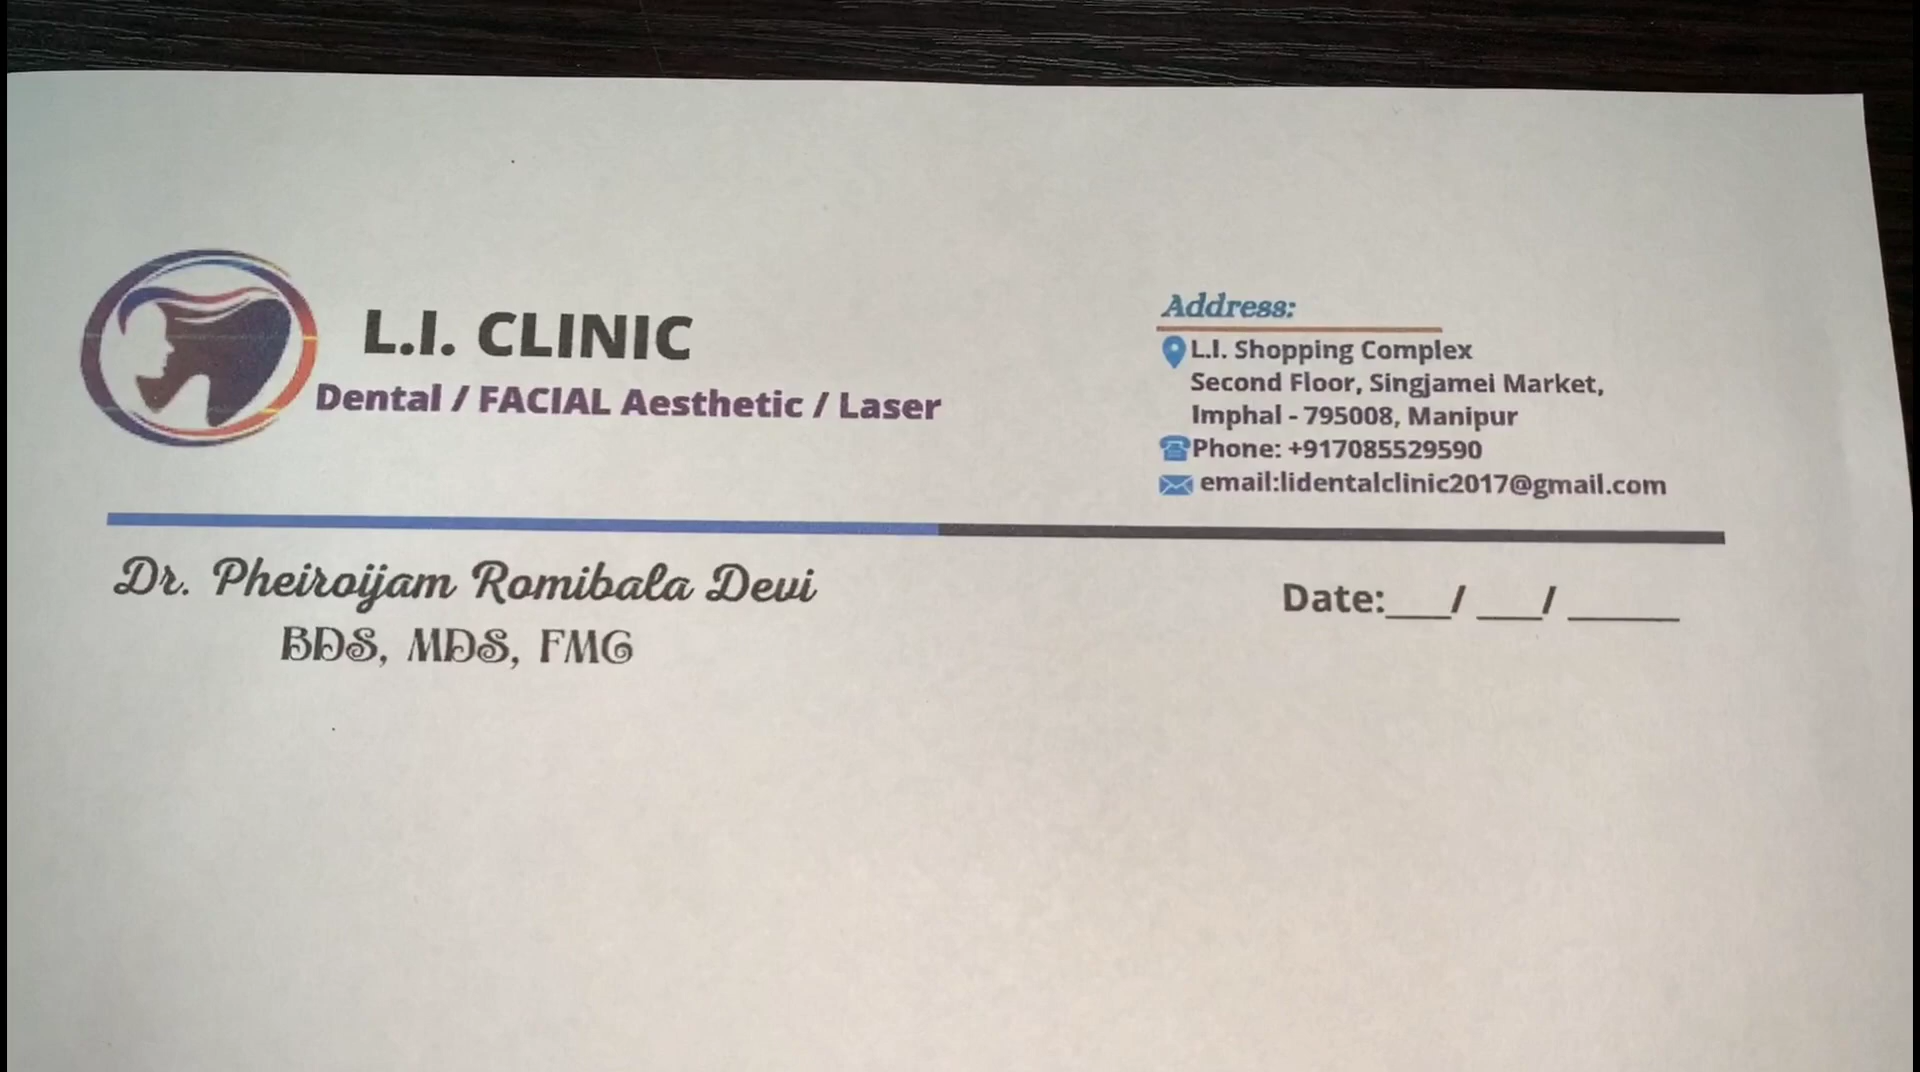 L.I. CLINIC
Dental / FACIAL Aesthetic / Laser
Address:
L.I. Shopping Complex
Second Floor, Singjamei Market,
Imphal - 795008, Manipur
Phone: +917085529590
email:lidentalclinic2017@gmail.com
Dr. Pheiroijam Romibala Devi
BDS, MDS, FMG
Date:___/ ___/ _____